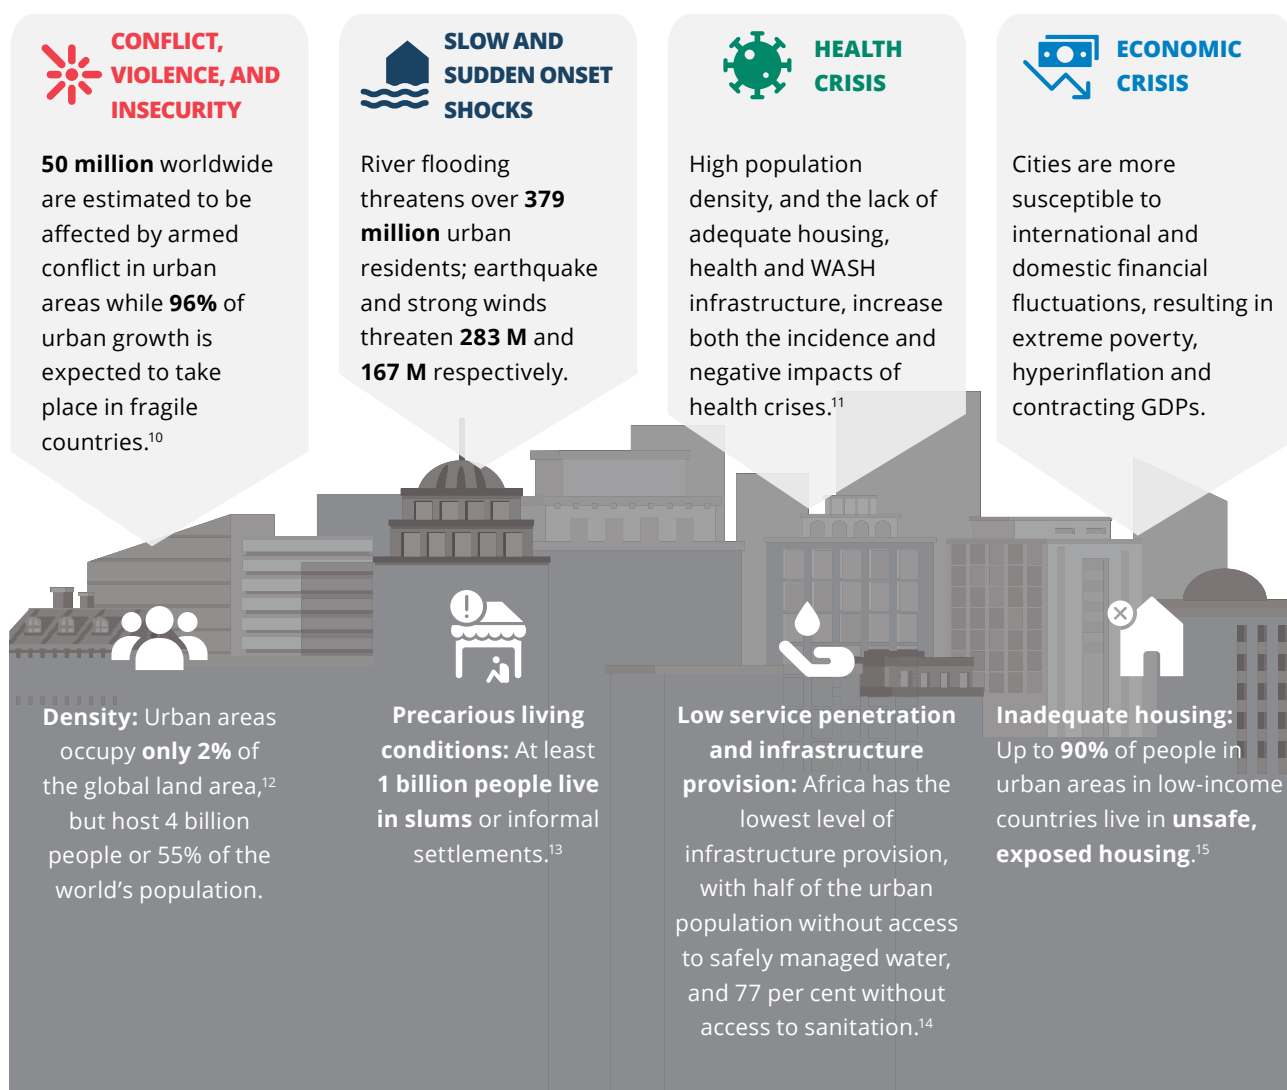 CONFLICT,
VIOLENCE, AND
INSECURITY
50 million worldwide
are estimated to be
affected by armed
conflict in urban
areas while 96% of
urban growth is
expected to take
place in fragile
countries.10
SLOW AND
SUDDEN ONSET
SHOCKS
River flooding
threatens over 379
million urban
residents; earthquake
and strong winds
threaten 283 M and
167 M respectively.
HEALTH
CRISIS
High population
density, and the lack of
adequate housing,
health and WASH
infrastructure, increase
both the incidence and
negative impacts of
health crises.11
ECONOMIC
CRISIS
Cities are more
susceptible to
international and
domestic financial
fluctuations, resulting in
extreme poverty,
hyperinflation and
contracting GDPs.
Density: Urban areas
occupy only 2% of
the global land area,12
but host 4 billion
people or 55% of the
world’s population.
Precarious living
conditions: At least
1 billion people live
in slums or informal
settlements.13
Low service penetration
and infrastructure
provision: Africa has the
lowest level of
infrastructure provision,
with half of the urban
population without access
to safely managed water,
and 77 per cent without
access to sanitation.14
Inadequate housing:
Up to 90% of people in
urban areas in low-income
countries live in unsafe,
exposed housing.15